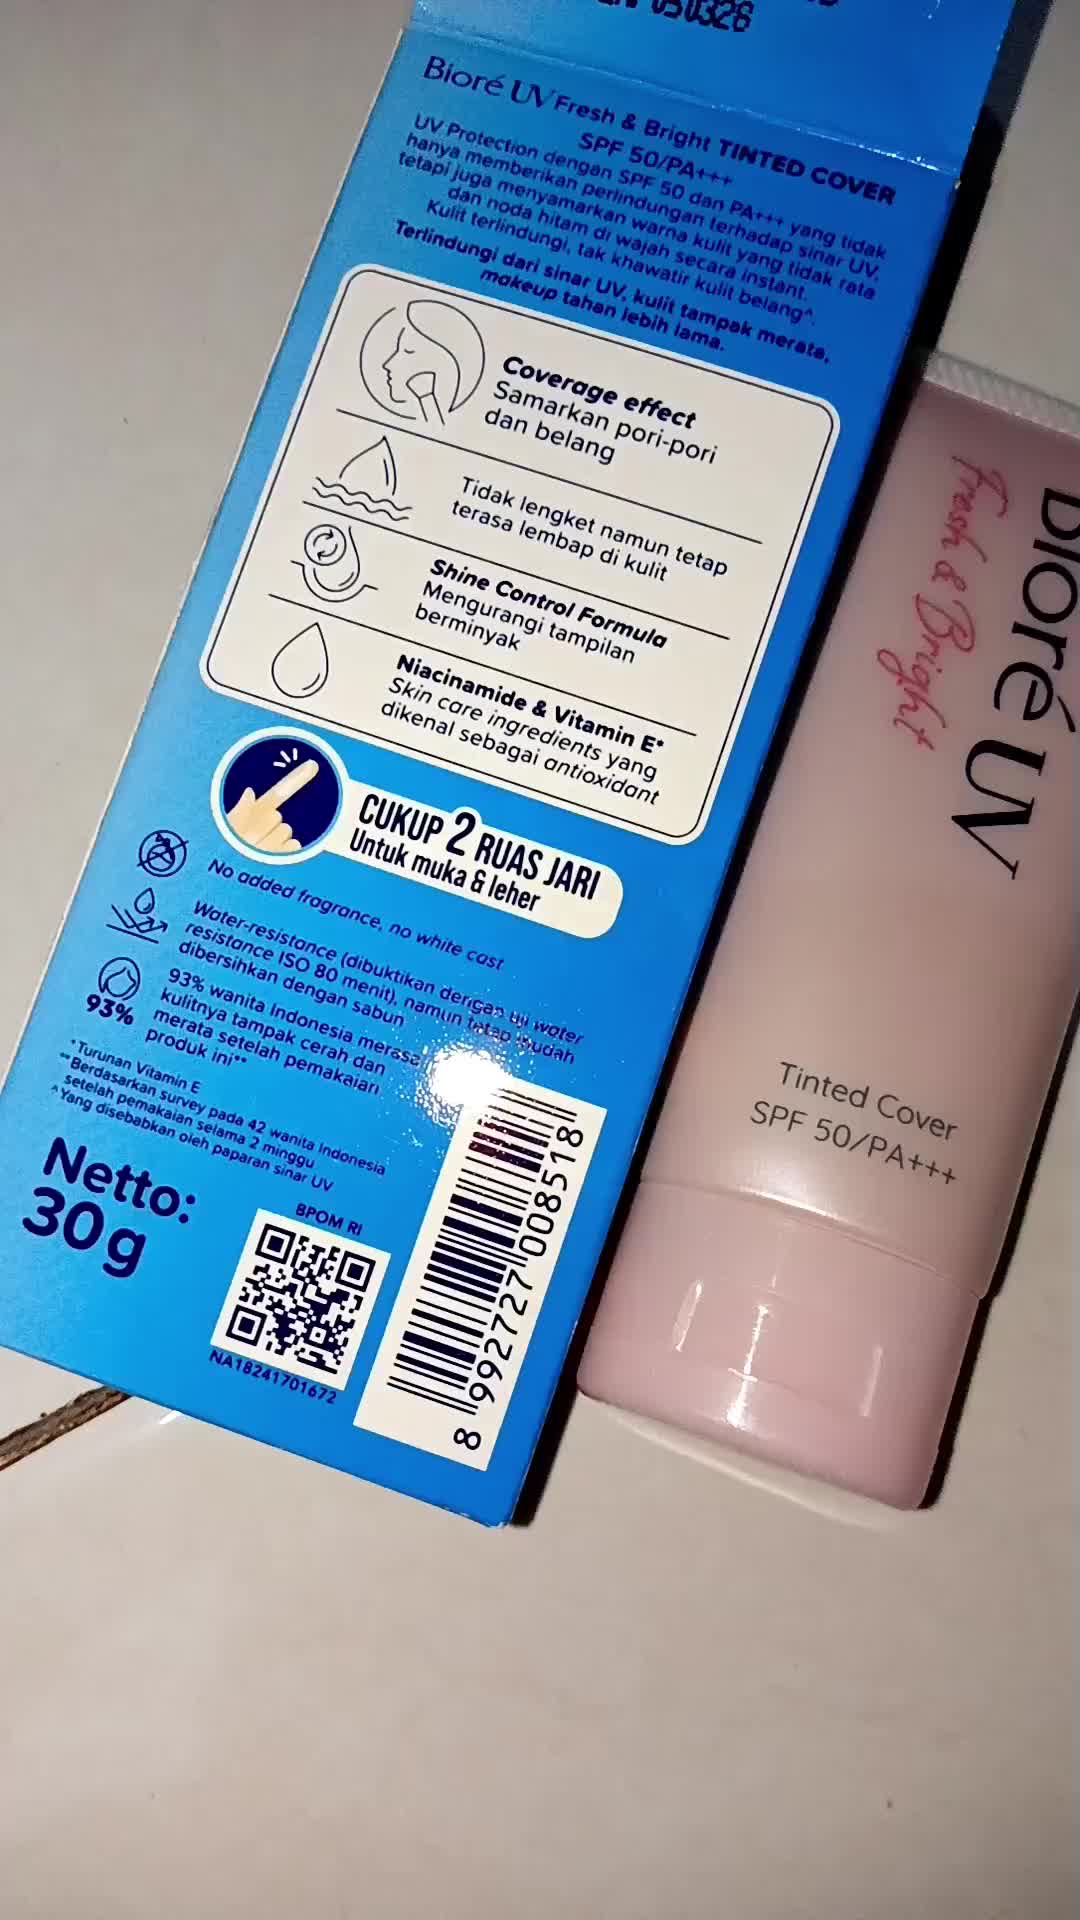 050326
Bioré UV Fresh & Bright TINTED COVER
SPF 50/PA+++
UV Protection dengan SPF 50 dan PA+++ yang tidak
hanya memberikan perlindungan terhadap sinar UV,
tetapi juga menyamarkan warna kulit yang tidak rata
dan noda hitam di wajah secara instant.
Kulit terlindungi, tak khawatir kulit belang^.
Terlindungi dari sinar UV, kulit tampak merata,
makeup tahan lebih lama.
Coverage effect
Samarkan pori-pori
dan belang
Tidak lengket namun tetap
terasa lembap di kulit
Shine Control Formula
Mengurangi tampilan
berminyak
Niacinamide & Vitamin E*
Skin care ingredients yang
dikenal sebagai antioxidant
CUKUP 2 RUAS JARI
Untuk muka & leher
No added fragrance, no white cast
Water-resistance (dibuktikan dengan uji water
resistance ISO 80 menit), namun tetap mudah
dibersihkan dengan sabun
93%
93% wanita Indonesia merasa
kulitnya tampak cerah dan
merata setelah pemakaian
produk ini**
*Turunan Vitamin E
**Berdasarkan survey pada 42 wanita Indonesia
setelah pemakaian selama 2 minggu
^Yang disebabkan oleh paparan sinar UV
Netto:
30g
BPOM RI
NA18241701672
8 992727 008518
Bioré UV
Fresh & Bright
Tinted Cover
SPF 50/PA+++